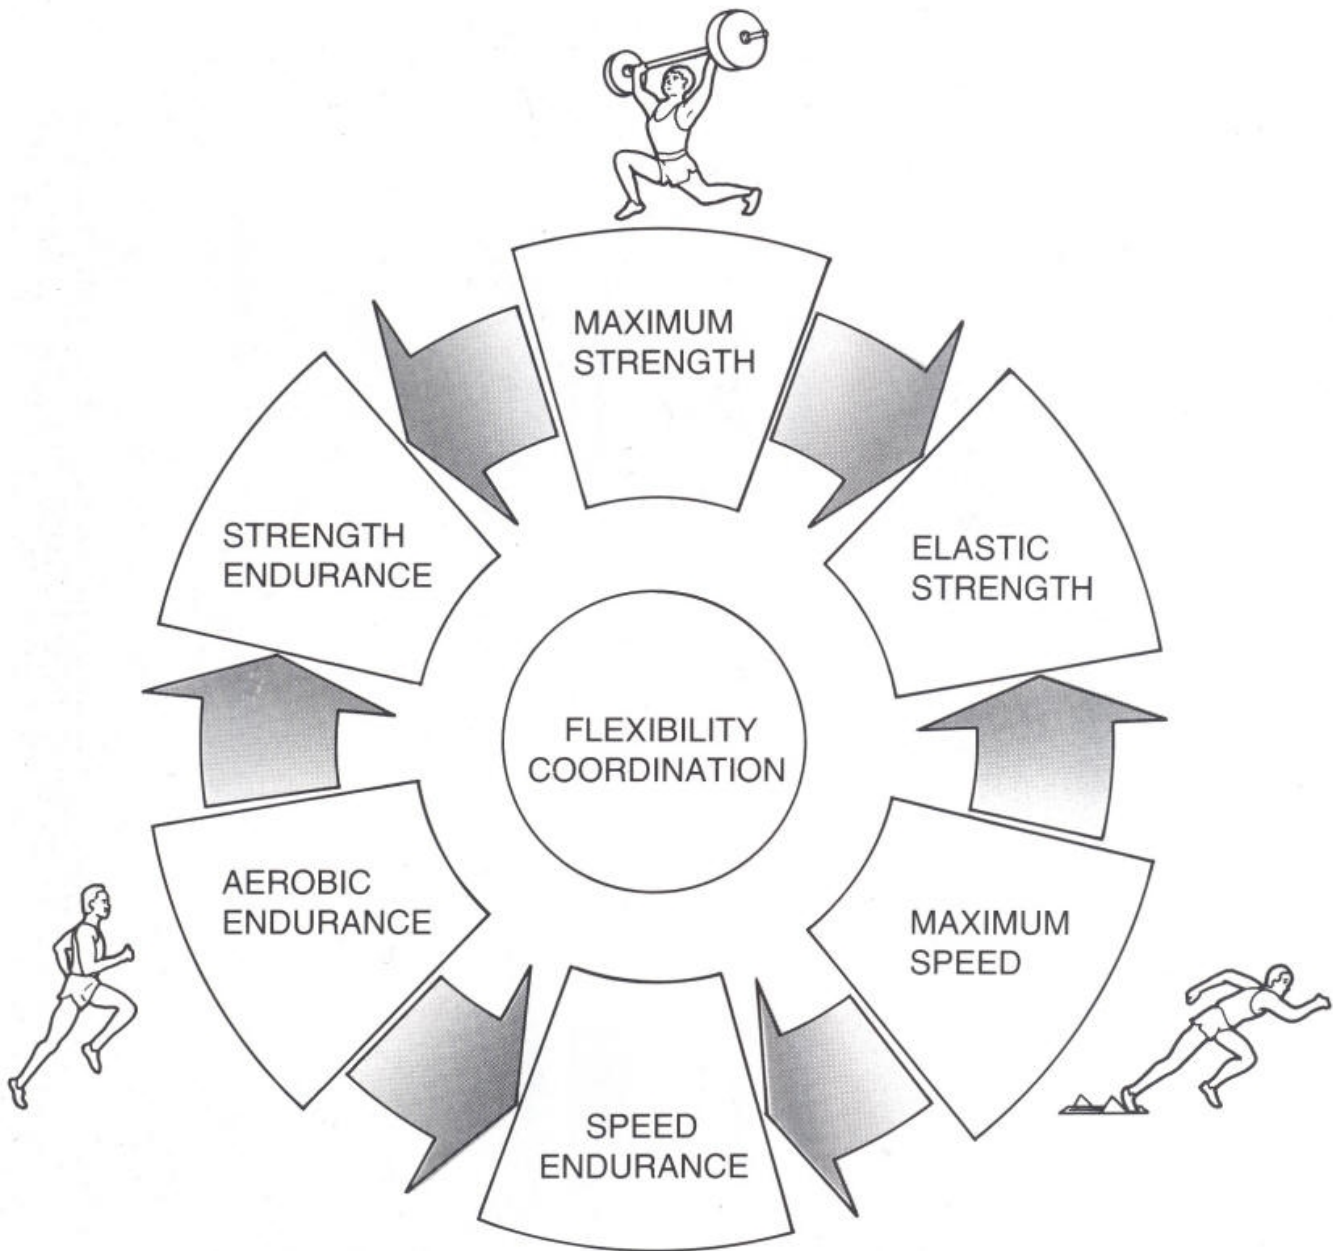 MAXIMUM
STRENGTH
STRENGTH
ENDURANCE
ELASTIC
STRENGTH
FLEXIBILITY
COORDINATION
AEROBIC
ENDURANCE
MAXIMUM
SPEED
SPEED
ENDURANCE